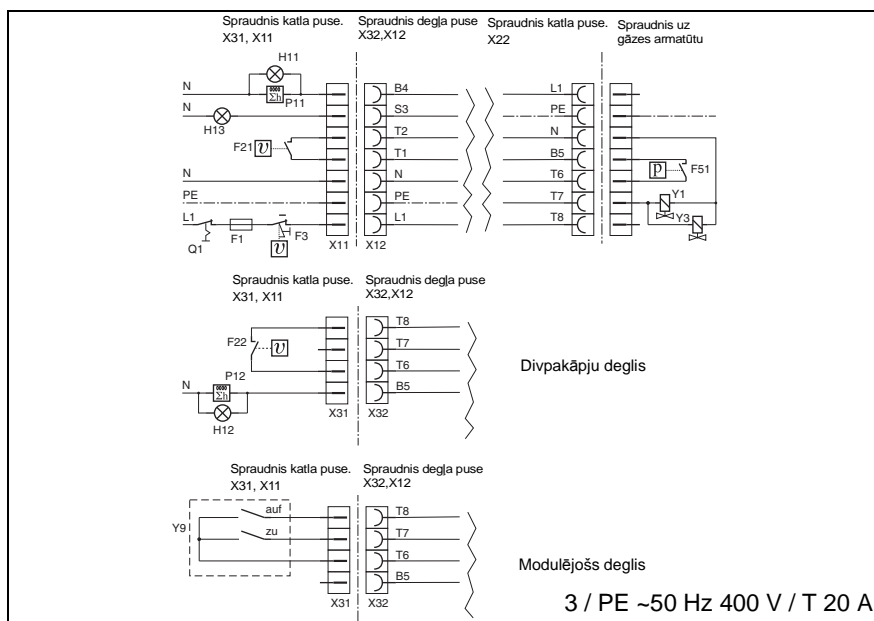 Spraudnis katla puse.
X31, X11
Spraudnis degļa puse
X32,X12
Spraudnis katla puse.
X22
Spraudnis uz
gāzes armatūtu
H11
N
0000
Σh
P11
B4
L1
N
H13
S3
PE
F21
υ
T2
N
T1
B5
P
F51
N
N
T6
PE
PE
T7
Y1
L1
Q1
F1
F3
υ
X11
X12
L1
T8
Y3
Spraudnis katla puse.
X31, X11
Spraudnis degļa puse
X32,X12
T8
F22
υ
T7
T6
Divpakāpju deglis
N
P12
0000
Σh
H12
B5
X31
X32
Spraudnis katla puse.
X31, X11
Spraudnis degļa puse
X32,X12
Y9
auf
T8
zu
T7
T6
Modulējošs deglis
B5
X31
X32
3 / PE ~50 Hz 400 V / T 20 A